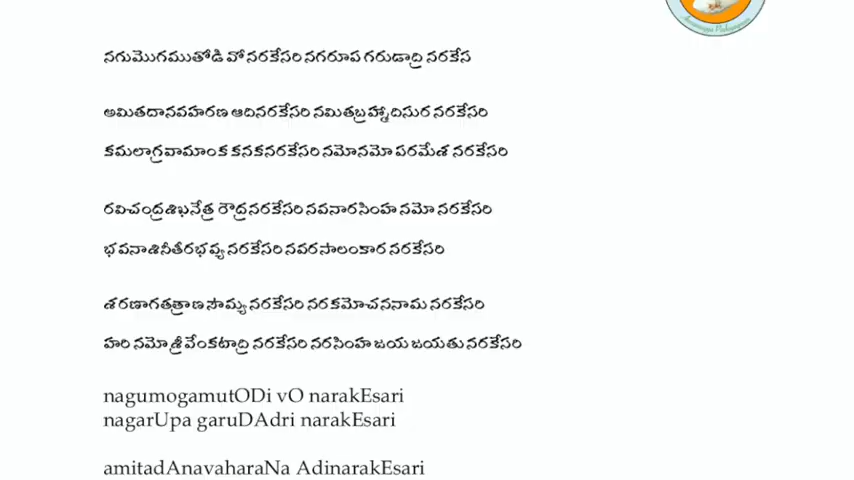 నగుమొగముతోడి వో నరకేసరి నగరూప గరుడాద్రి నరకేస
అమితదానవహరణ ఆదినరకేసరి నమితబ్రహ్మాదిసుర నరకేసరి
కమలాగ్రవామాంక కనకనరకేసరి నమోనమో పరమేశ నరకేసరి
రవిచంద్రశిఖనేత్ర రౌద్రనరకేసరి నవనారసింహ నమో నరకేసరి
భవనాశినీతీరభవ్య నరకేసరి నవరసాలంకార నరకేసరి
శరణాగతత్రాణ సౌమ్య నరకేసరి నరకమోచననామ నరకేసరి
హరి నమో శ్రీ వేంకటాద్రి నరకేసరి నరసింహ జయ జయతు నరకేసరి
nagumogamutODi vO narakEsari
nagarUpa garuDAdri narakEsari
amitadAnavaharaNa AdinarakEsari